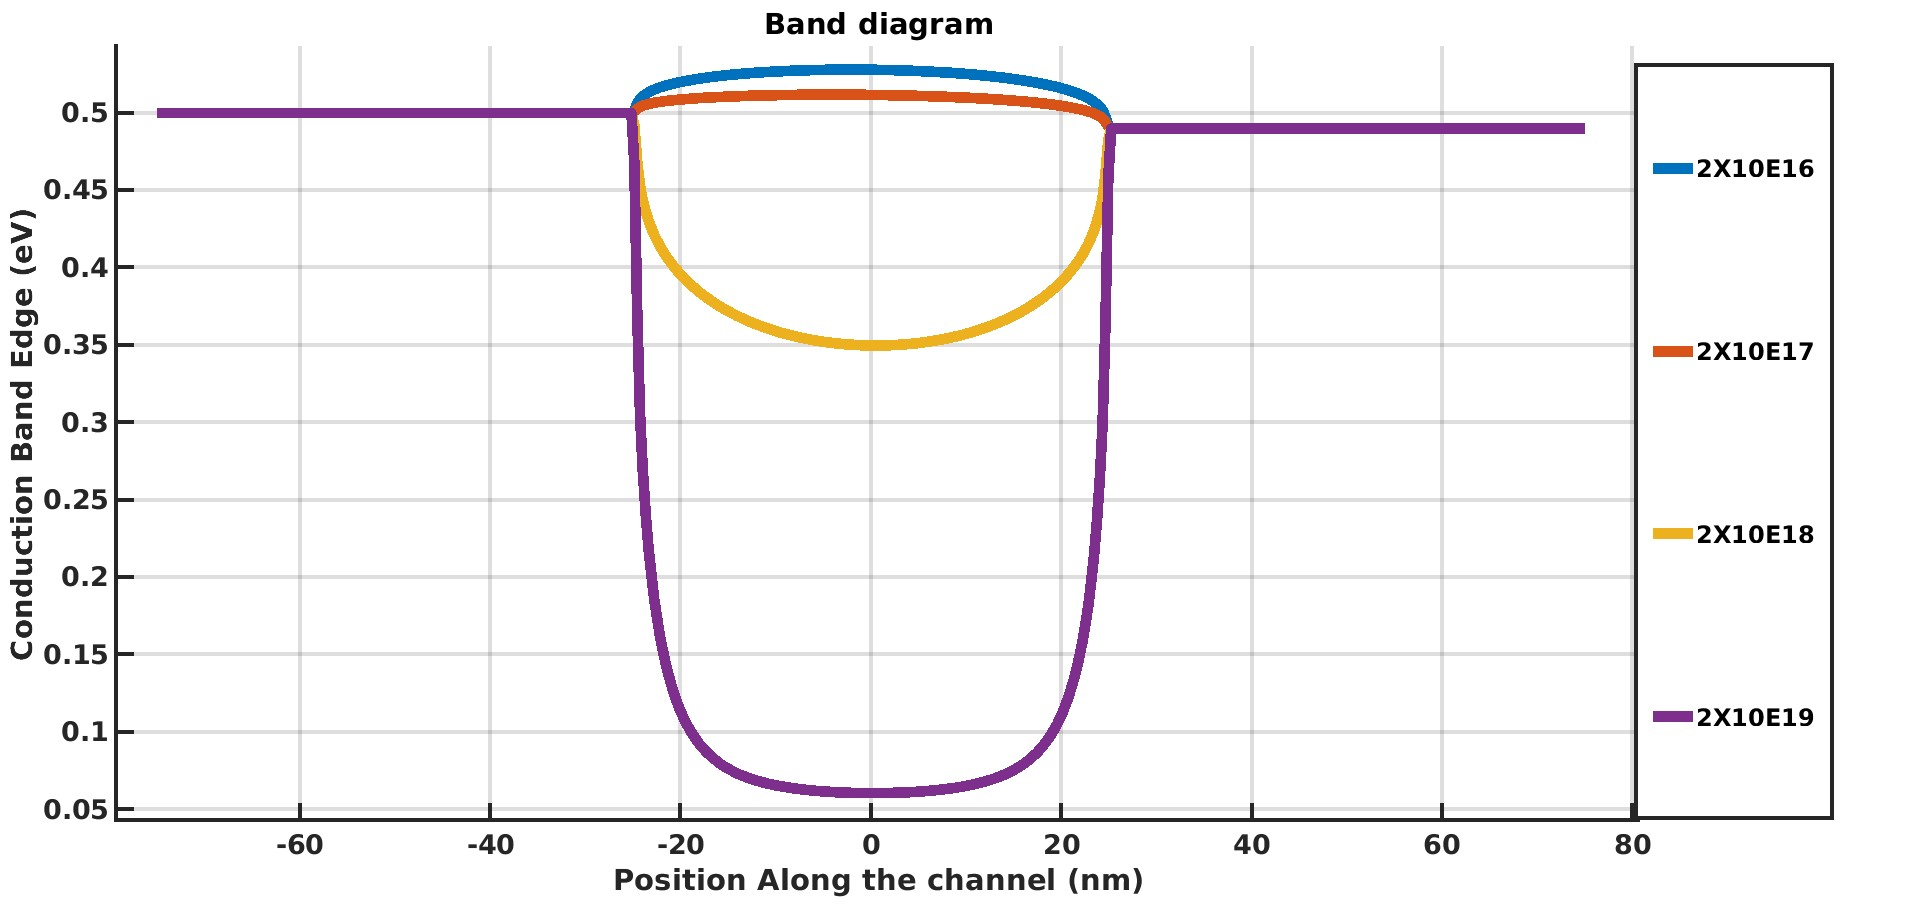 Band diagram
Conduction Band Edge (eV)
0.5
0.45
0.4
0.35
0.3
0.25
0.2
0.15
0.1
0.05
-60
-40
-20
0
20
40
60
80
Position Along the channel (nm)
2X10E16
2X10E17
2X10E18
2X10E19